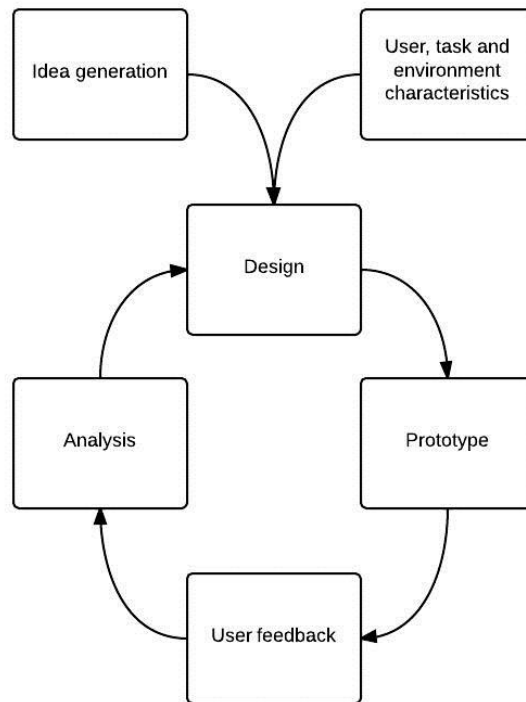 Idea generation
User, task and
environment
characteristics
Design
Analysis
Prototype
User feedback